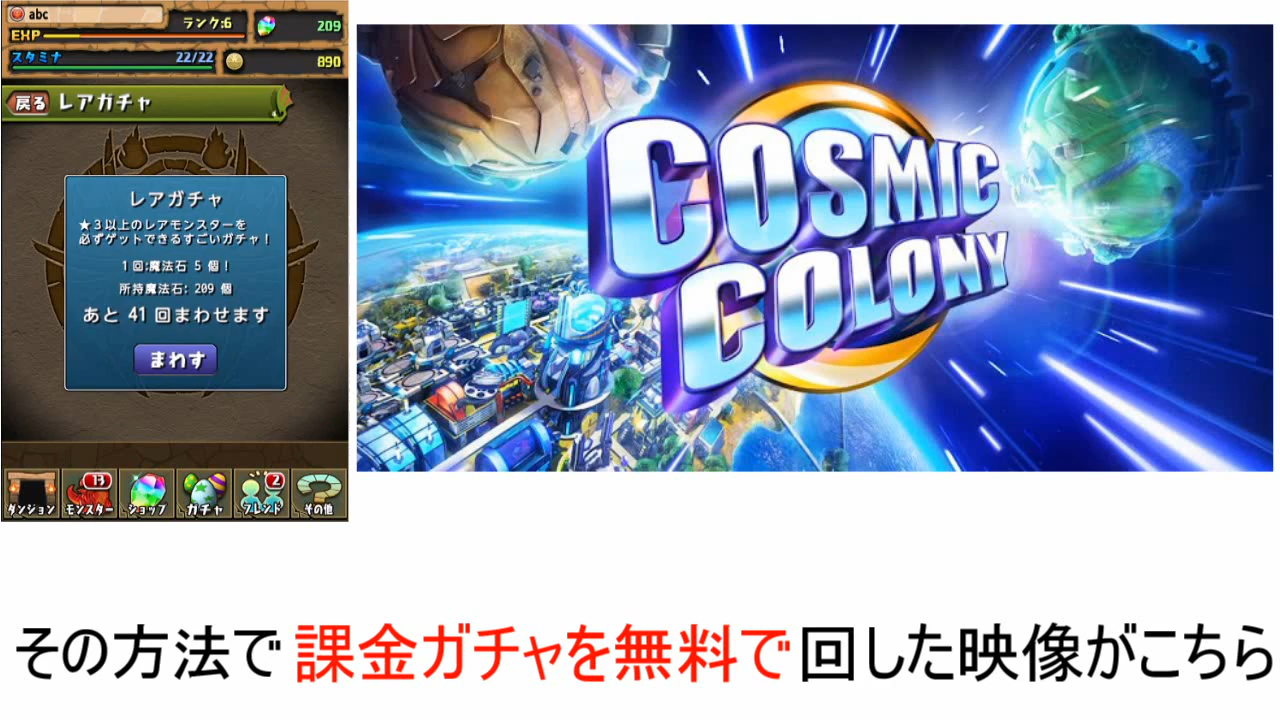 abc
ランク:6
209
EXP
スタミナ
22/22
890
戻る
レアガチャ
レアガチャ
★3以上のレアモンスターを
必ずゲットできるすごいガチャ!
1回:魔法石 5 個!
所持魔法石: 209 個
あと 41 回まわせます
まわす
13
2
ダンジョン
モンスター
ショップ
ガチャ
フレンド
その他
COSMIC
COLONY
その方法で課金ガチャを無料で回した映像がこちら